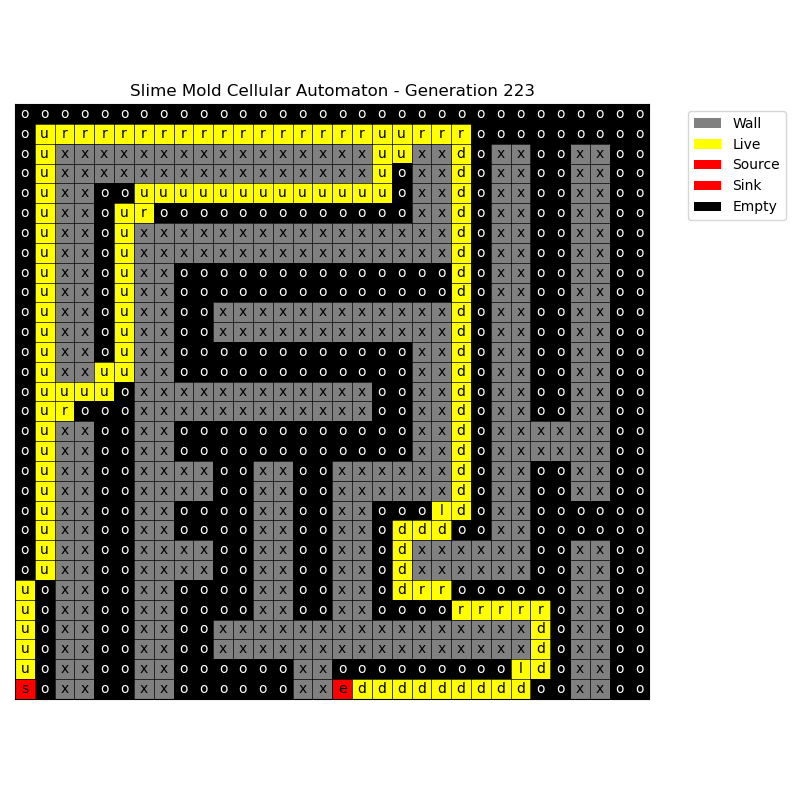 Slime Mold Cellular Automaton - Generation 223
o o o o o o o o o o o o o o o o o o o o o o o o o o o o o o o o
o u r r r r r r r r r r r r r r r r u u r r r o o o o o o o o o
o u x x x x x x x x x x x x x x x x u u x x d o x x o o x x o o
o u x x x x x x x x x x x x x x x x u o x x d o x x o o x x o o
o u x x o o u u u u u u u u u u u u u o x x d o x x o o x x o o
o u x x o u r o o o o o o o o o o o o o x x d o x x o o x x o o
o u x x o u x x x x x x x x x x x x x x x x d o x x o o x x o o
o u x x o u x x x x x x x x x x x x x x x x d o x x o o x x o o
o u x x o u x x o o o o o o o o o o o o o o d o x x o o x x o o
o u x x o u x x o o o o o o o o o o o o o o d o x x o o x x o o
o u x x o u x x o o x x x x x x x x x x x x d o x x o o x x o o
o u x x o u x x o o x x x x x x x x x x x x d o x x o o x x o o
o u x x o u x x o o o o o o o o o o o o x x d o x x o o x x o o
o u x x u u x x o o o o o o o o o o o o x x d o x x o o x x o o
o u u u u o x x x x x x x x x x x x o o x x d o x x o o x x o o
o u r o o o x x x x x x x x x x x x o o x x d o x x o o x x o o
o u x x o o x x o o o o o o o o o o o o x x d o x x x x x x o o
o u x x o o x x o o o o o o o o o o o o x x d o x x x x x x o o
o u x x o o x x x x o o x x o o x x x x x x d o x x o o x x o o
o u x x o o x x x x o o x x o o x x x x x x d o x x o o x x o o
o u x x o o x x o o o o x x o o x x o o o l d o x x o o o o o o
o u x x o o x x o o o o x x o o x x o d d d o o x x o o o o o o
o u x x o o x x x x o o x x o o x x o d x x x x x x o o x x o o
o u x x o o x x x x o o x x o o x x o d x x x x x x o o x x o o
u o x x o o x x o o o o x x o o x x o d r r o o o o o o x x o o
u o x x o o x x o o o o x x o o x x o o o o r r r r r o x x o o
u o x x o o x x o o x x x x x x x x x x x x x x x x d o x x o o
u o x x o o x x o o x x x x x x x x x x x x x x x x d o x x o o
u o x x o o x x o o o o o o x x o o o o o o o o o l d o x x o o
s o x x o o x x o o o o o o x x e d d d d d d d d d o o x x o o
Wall
Live
Source
Sink
Empty